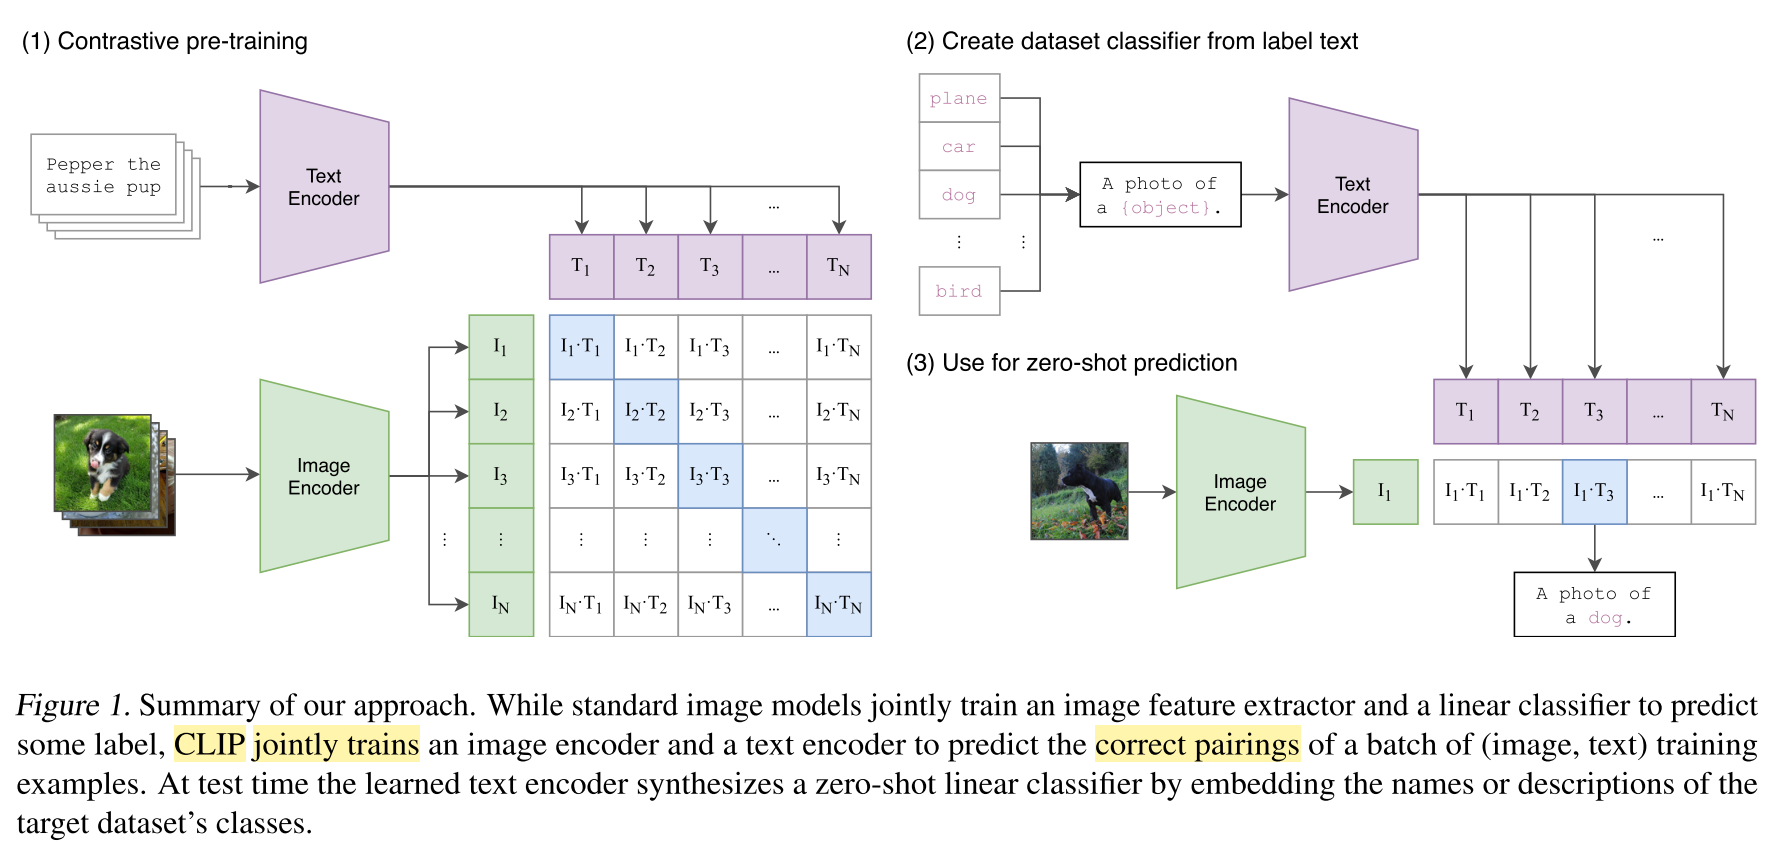 (1) Contrastive pre-training
Pepper the
aussie pup
Text
Encoder
...
T1 T2 T3 ... TN
Image
Encoder
I1 I1·T1 I1·T2 I1·T3 ... I1·TN
I2 I2·T1 I2·T2 I2·T3 ... I2·TN
I3 I3·T1 I3·T2 I3·T3 ... I3·TN
⋮ ⋮ ⋮ ⋮ ⋮ ⋱ ⋮
IN IN·T1 IN·T2 IN·T3 ... IN·TN
(2) Create dataset classifier from label text
plane
car
dog
⋮ ⋮
bird
A photo of
a {object}.
Text
Encoder
...
(3) Use for zero-shot prediction
T1 T2 T3 ... TN
Image
Encoder
I1 I1·T1 I1·T2 I1·T3 ... I1·TN
A photo of
a dog.
Figure 1. Summary of our approach. While standard image models jointly train an image feature extractor and a linear classifier to predict
some label, CLIP jointly trains an image encoder and a text encoder to predict the correct pairings of a batch of (image, text) training
examples. At test time the learned text encoder synthesizes a zero-shot linear classifier by embedding the names or descriptions of the
target dataset's classes.